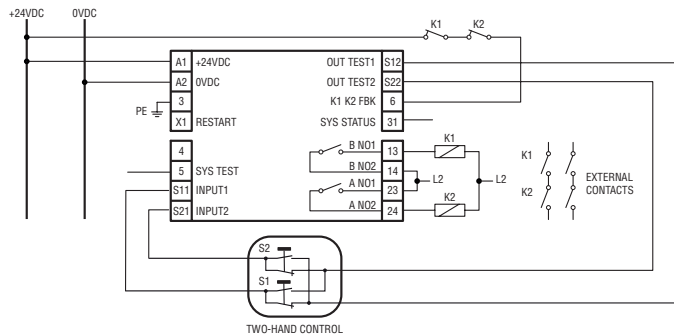 +24VDC 0VDC
K1 K2
A1 +24VDC OUT TEST1 S12
A2 0VDC OUT TEST2 S22
PE 3 K1 K2 FBK 6
X1 RESTART SYS STATUS 31
4 B NO1 13 K1
5 SYS TEST B NO2 14 L2 L2
S11 INPUT1 A NO1 23
S21 INPUT2 A NO2 24 K2
K1
K2
EXTERNAL
CONTACTS
S2
S1
TWO-HAND CONTROL